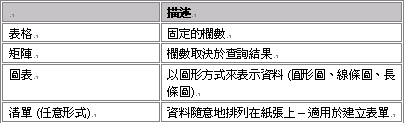 描述
表格 固定的欄數
矩陣 欄數取決於查詢結果
圖表 以圖形方式來表示資料 (圓形圖、線條圖、長
條圖)
清單 (任意形式) 資料隨意地排列在紙張上 – 適用於建立表單